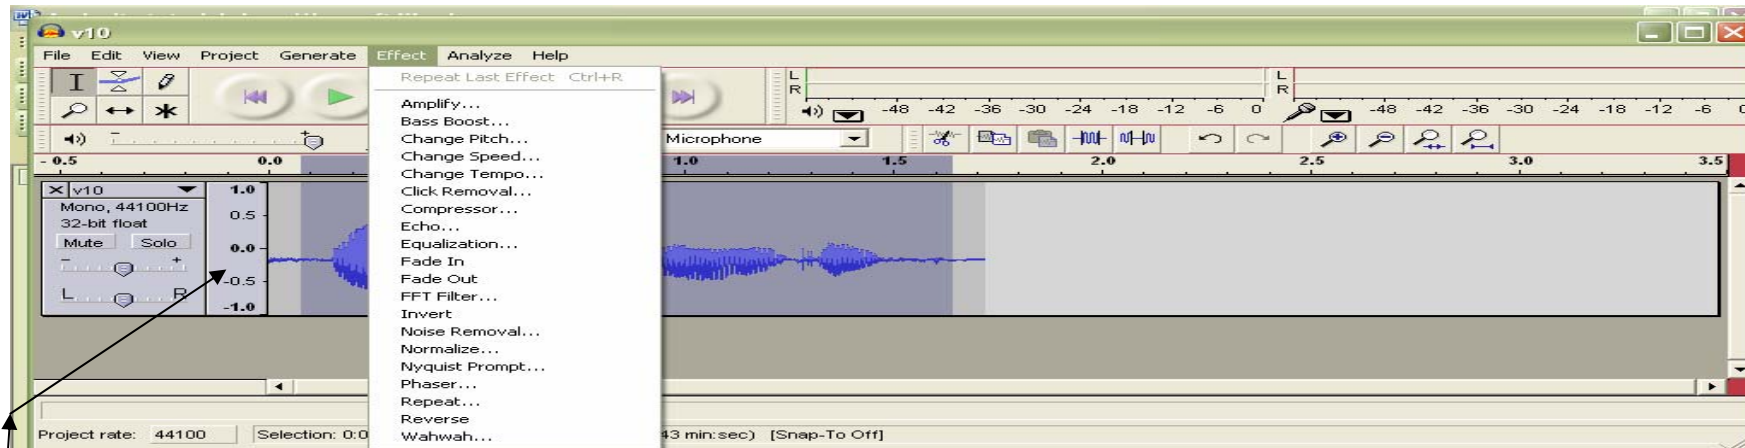 v10
File Edit View Project Generate Effect Analyze Help
Repeat Last Effect Ctrl+R
L
R
-48 -42 -36 -30 -24 -18 -12 -6 0
L
R
-48 -42 -36 -30 -24 -18 -12 -6
Amplify...
Bass Boost...
Change Pitch...
Change Speed...
Change Tempo...
Click Removal...
Compressor...
Echo...
Equalization...
Fade In
Fade Out
FFT Filter...
Invert
Noise Removal...
Normalize...
Nyquist Prompt...
Phaser...
Repeat...
Reverse
Wahwah...
Microphone
- 0.5 0.0 1.0 1.5 2.0 2.5 3.0 3.5
v10
Mono, 44100Hz
32-bit float
Mute Solo
- +
L R
1.0
0.5
0.0
-0.5
-1.0
Project rate: 44100 Selection: 0:0 43 min:sec) [Snap-To Off]